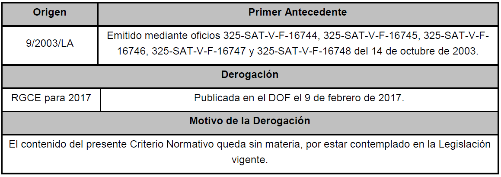 Origen Primer Antecedente
9/2003/LA Emitido mediante oficios 325-SAT-V-F-16744, 325-SAT-V-F-16745, 325-SAT-V-F-
16746, 325-SAT-V-F-16747 y 325-SAT-V-F-16748 del 14 de octubre de 2003.
Derogación
RGCE para 2017 Publicada en el DOF el 9 de febrero de 2017.
Motivo de la Derogación
El contenido del presente Criterio Normativo queda sin materia, por estar contemplado en la Legislación
vigente.